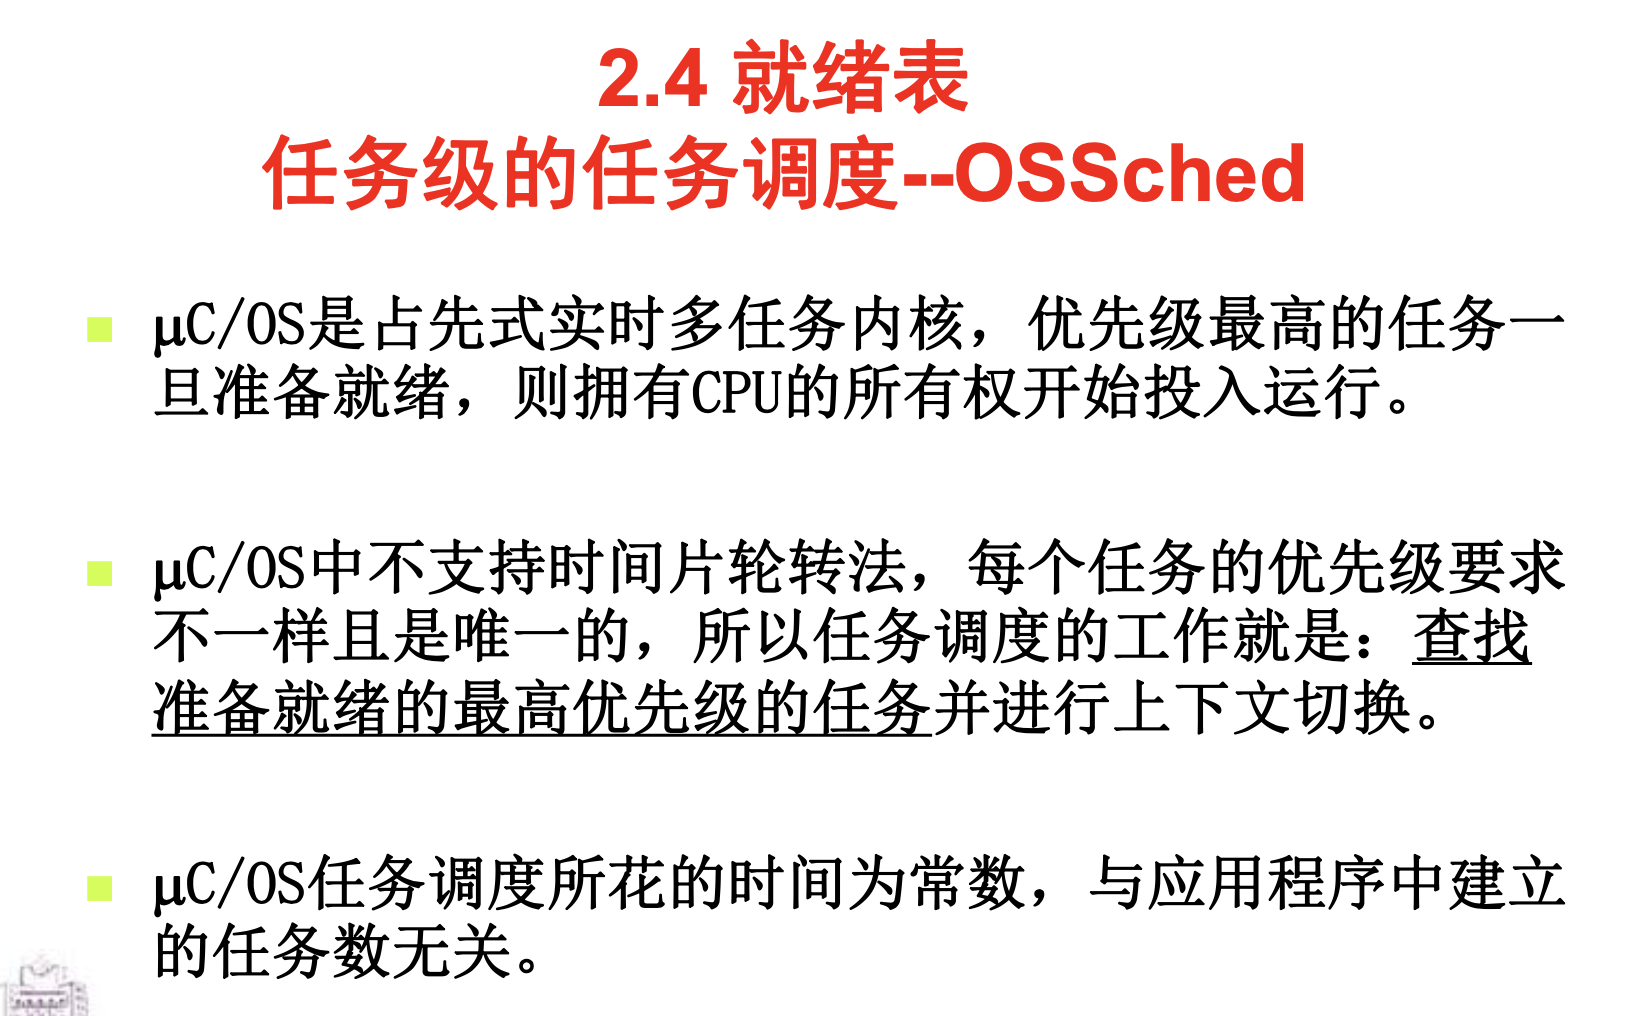 2.4 就绪表
任务级的任务调度--OSSched
μC/OS是占先式实时多任务内核，优先级最高的任务一
旦准备就绪，则拥有CPU的所有权开始投入运行。
μC/OS中不支持时间片轮转法，每个任务的优先级要求
不一样且是唯一的，所以任务调度的工作就是：查找
准备就绪的最高优先级的任务并进行上下文切换。
μC/OS任务调度所花的时间为常数，与应用程序中建立
的任务数无关。